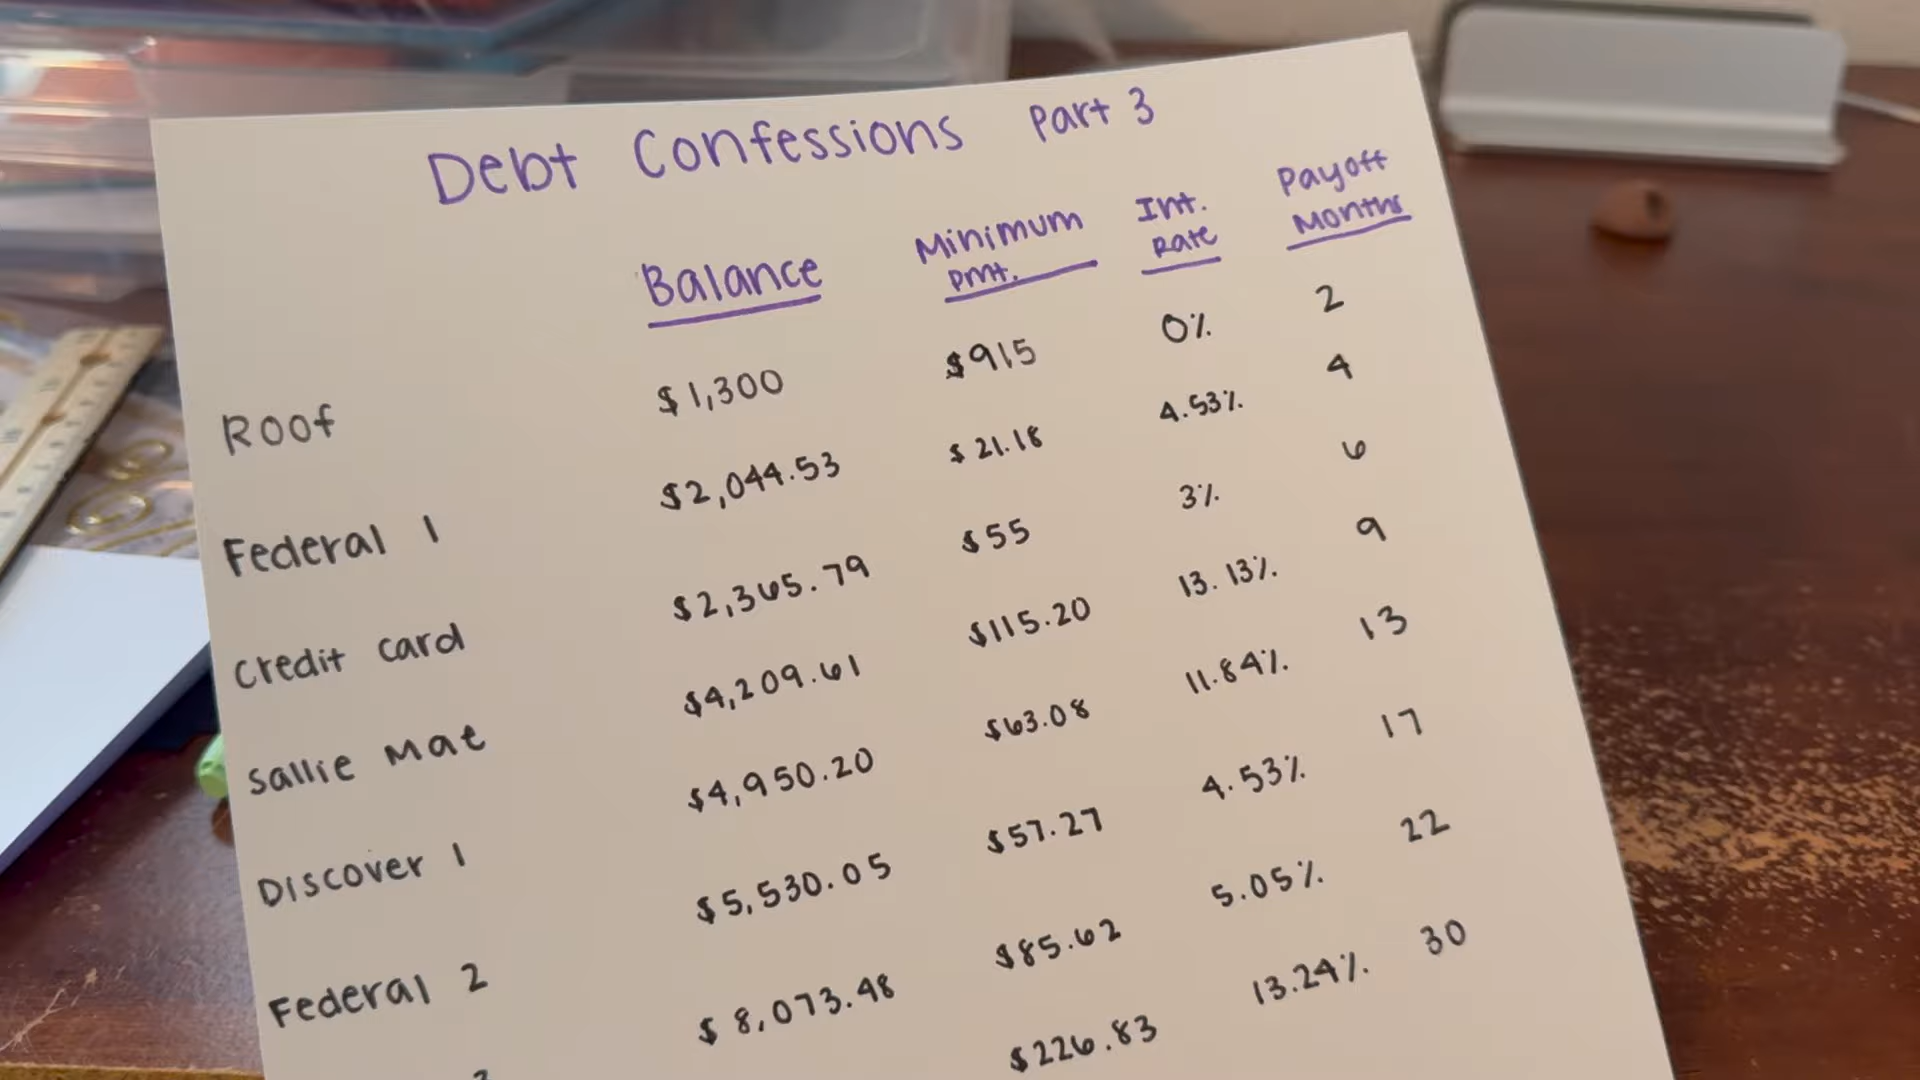 Debt Confessions Part 3
Balance Minimum Pmt. Int. Rate Payoff Months
Roof $1,300 $915 0% 2
Federal 1 $2,044.53 $21.18 4.53% 4
Credit Card $2,365.79 $55 3% 6
Sallie Mae $4,209.61 $115.20 13.13% 9
Discover 1 $4,950.20 $63.08 11.84% 13
Federal 2 $5,530.05 $57.27 4.53% 17
$8,073.98 $85.62 5.05% 22
$226.83 13.24% 30